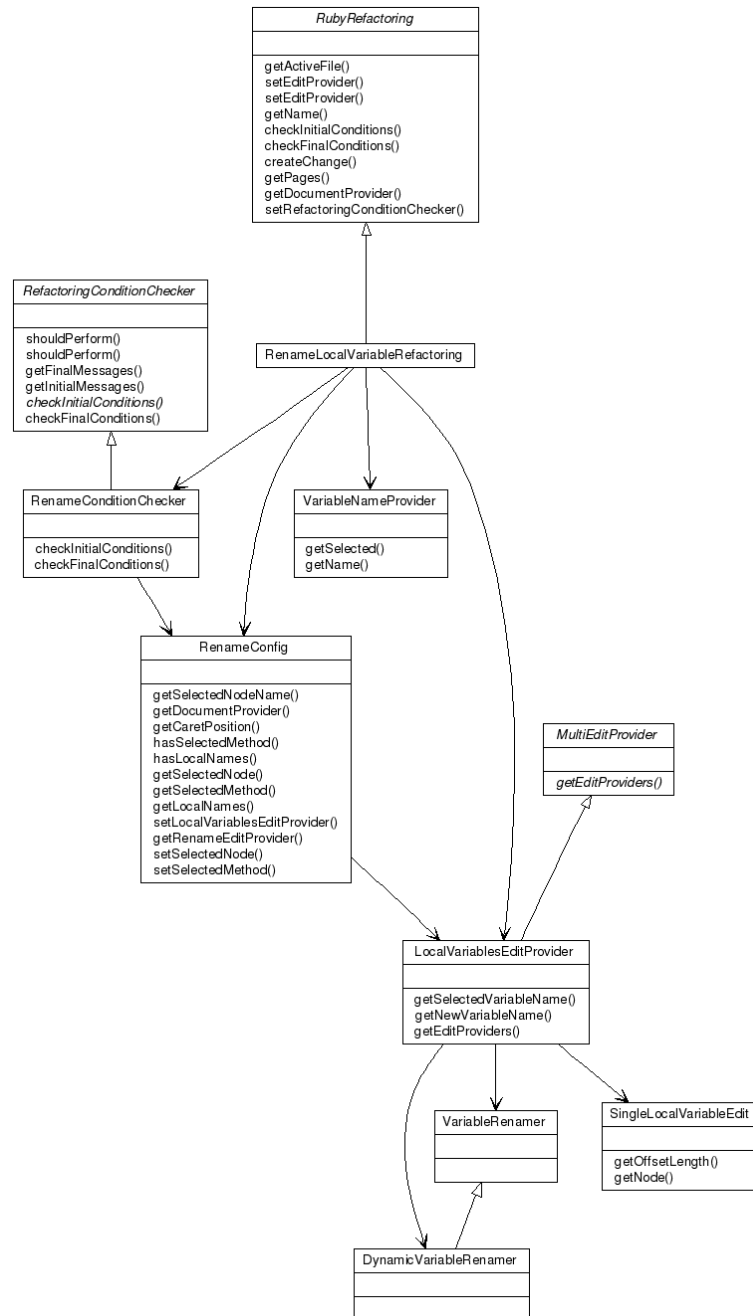 RubyRefactoring
getActiveFile()
setEditProvider()
setEditProvider()
getName()
checkInitialConditions()
checkFinalConditions()
createChange()
getPages()
getDocumentProvider()
setRefactoringConditionChecker()
RefactoringConditionChecker
shouldPerform()
shouldPerform()
getFinalMessages()
getInitialMessages()
checkInitialConditions()
checkFinalConditions()
RenameLocalVariableRefactoring
RenameConditionChecker
checkInitialConditions()
checkFinalConditions()
VariableNameProvider
getSelected()
getName()
RenameConfig
getSelectedNodeName()
getDocumentProvider()
getCaretPosition()
hasSelectedMethod()
hasLocalNames()
getSelectedNode()
getSelectedMethod()
getLocalNames()
setLocalVariablesEditProvider()
getRenameEditProvider()
setSelectedNode()
setSelectedMethod()
MultiEditProvider
getEditProviders()
LocalVariablesEditProvider
getSelectedVariableName()
getNewVariableName()
getEditProviders()
VariableRenamer
SingleLocalVariableEdit
getOffsetLength()
getNode()
DynamicVariableRenamer